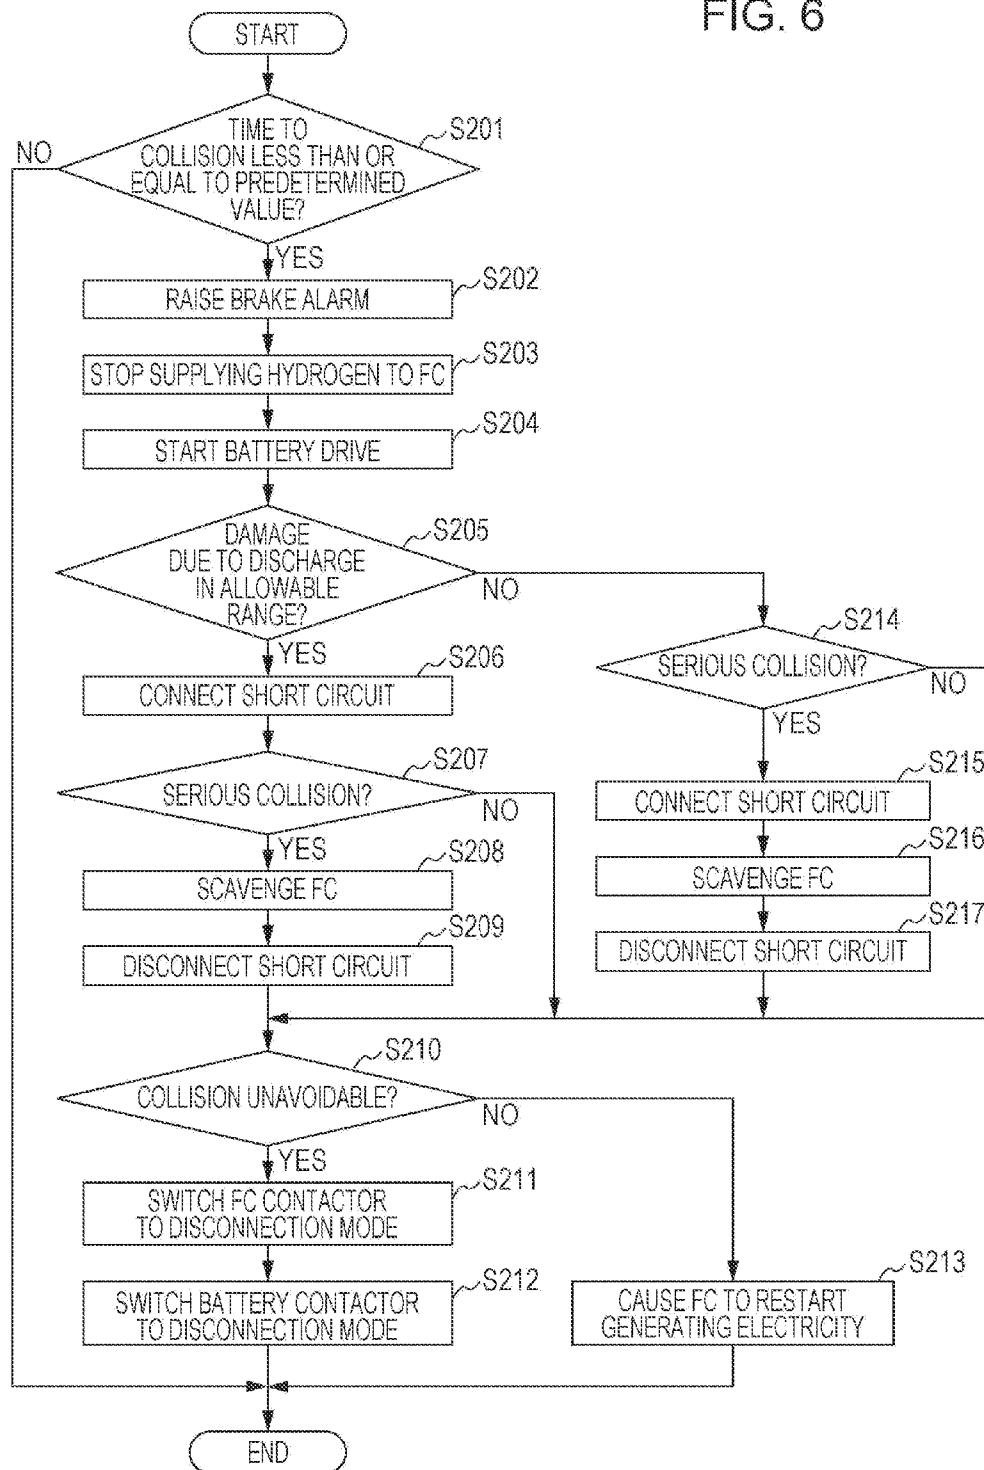 FIG. 6
START
S201
TIME TO
COLLISION LESS THAN OR
EQUAL TO PREDETERMINED
VALUE?
NO
YES
S202
RAISE BRAKE ALARM
S203
STOP SUPPLYING HYDROGEN TO FC
S204
START BATTERY DRIVE
S205
DAMAGE
DUE TO DISCHARGE
IN ALLOWABLE
RANGE?
NO
YES
S206
CONNECT SHORT CIRCUIT
S207
SERIOUS COLLISION?
NO
YES
S208
SCAVENGE FC
S209
DISCONNECT SHORT CIRCUIT
S214
SERIOUS COLLISION?
NO
YES
S215
CONNECT SHORT CIRCUIT
S216
SCAVENGE FC
S217
DISCONNECT SHORT CIRCUIT
S210
COLLISION UNAVOIDABLE?
NO
YES
S211
SWITCH FC CONTACTOR
TO DISCONNECTION MODE
S212
SWITCH BATTERY CONTACTOR
TO DISCONNECTION MODE
S213
CAUSE FC TO RESTART
GENERATING ELECTRICITY
END